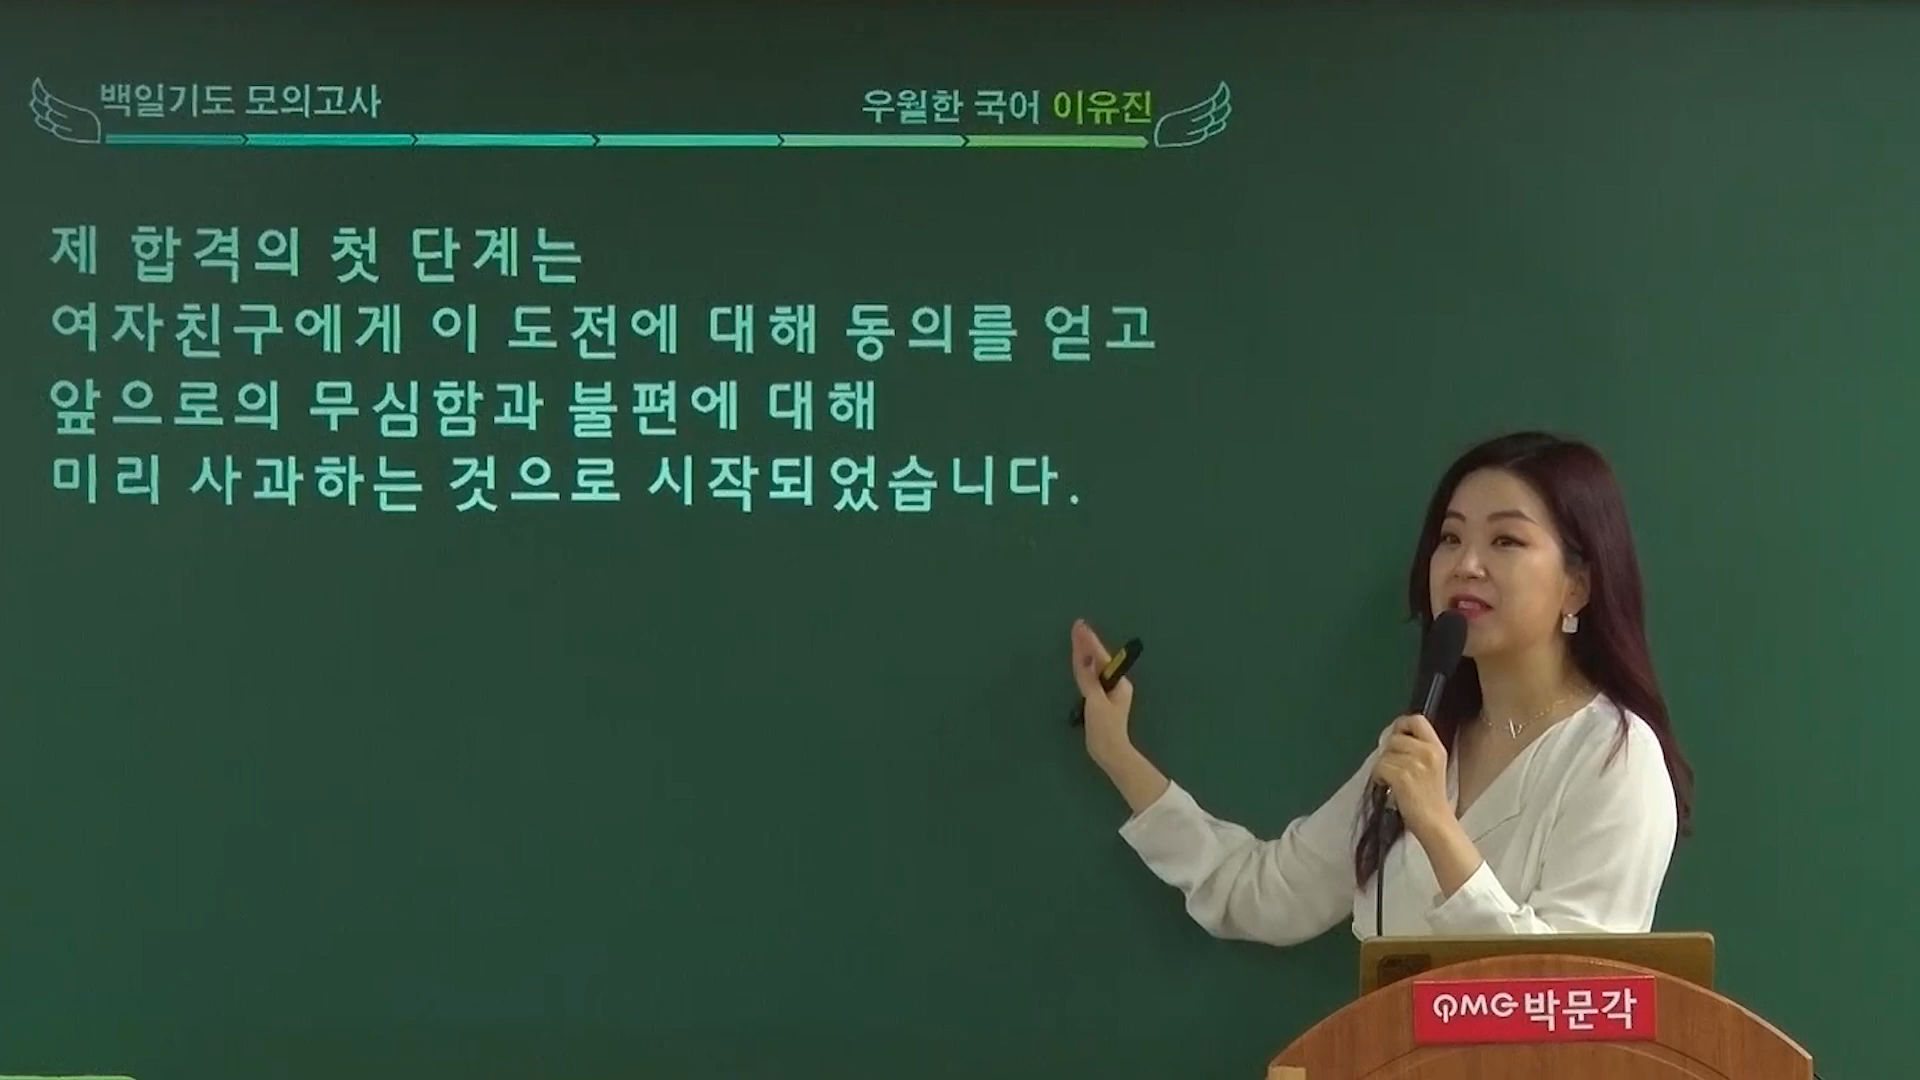 백일기도 모의고사
우월한 국어 이유진
제 합격의 첫 단계는
여자친구에게 이 도전에 대해 동의를 얻고
앞으로의 무심함과 불편에 대해
미리 사과하는 것으로 시작되었습니다.
PMG 박문각